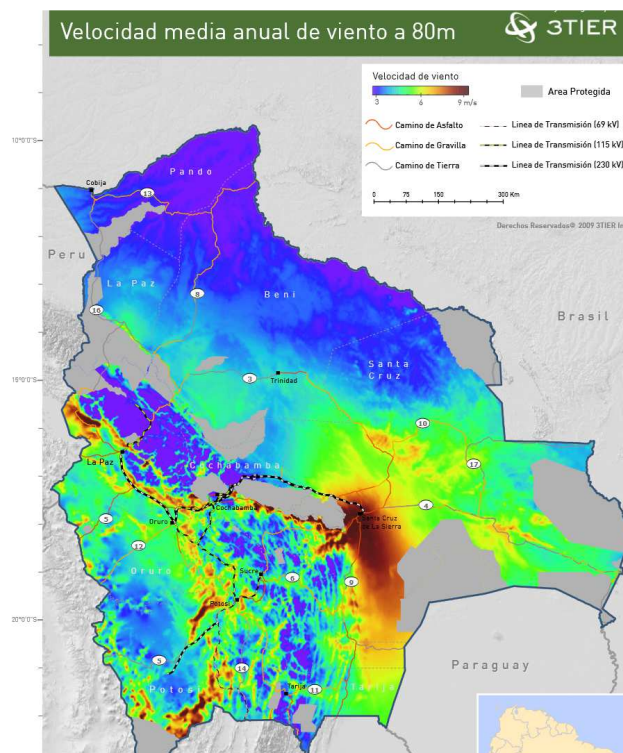 Velocidad media anual de viento a 80m
3TIER
Velocidad de viento
3 6 9 m/s
Area Protegida
Camino de Asfalto
Linea de Transmisión (69 kV)
Camino de Gravilla
Linea de Transmisión (115 kV)
Camino de Tierra
Linea de Transmisión (230 kV)
0 75 150 300 Km
Derechos Reservados® 2009 3TIER In
10°0'0"S
Pando
Cobija
13
Peru
La Paz
8
Beni
16
Brasil
Santa
Cruz
15°0'0"S
3
Trinidad
10
La Paz
Cochabamba
17
5
Oruro
Cochabamba
Santa Cruz
de La Sierra
4
12
Oruro
Sucre
6
9
Potosí
20°0'0"S
5
14
Potos
Tarija
11
Tarija
Paraguay